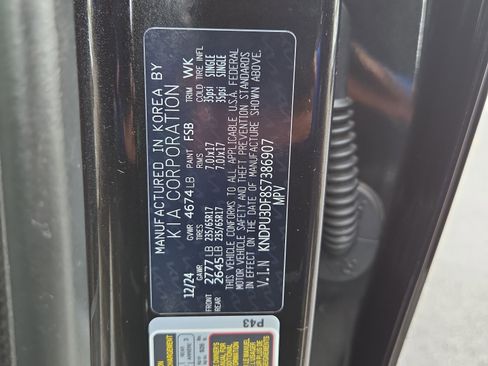 MANUFACTURED IN KOREA BY
KIA CORPORATION
12/24 GVWR 4674LB PAINT FSB TRIM WK
GAWR TIRES RIMS COLD TIRE INFL
FRONT 2777LB 235/65R17 7.0Jx17 35psi SINGLE
REAR 2645LB 235/65R17 7.0Jx17 35psi SINGLE
THIS VEHICLE CONFORMS TO ALL APPLICABLE U.S.A. FEDERAL
MOTOR VEHICLE SAFETY AND THEFT PREVENTION STANDARDS
IN EFFECT ON THE DATE OF MANUFACTURE SHOWN ABOVE.
V.I.N KNDPU3DF8S7386907
MPV
P43